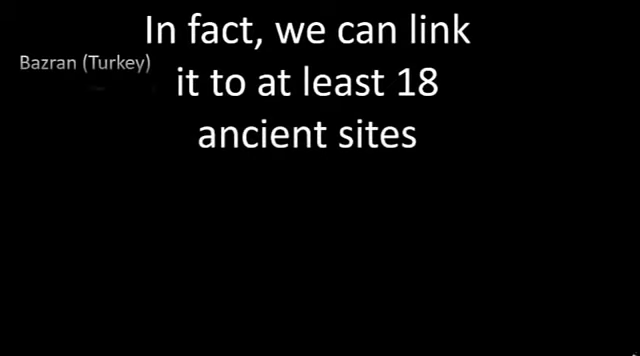 In fact, we can link
it to at least 18
ancient sites
Bazran (Turkey)